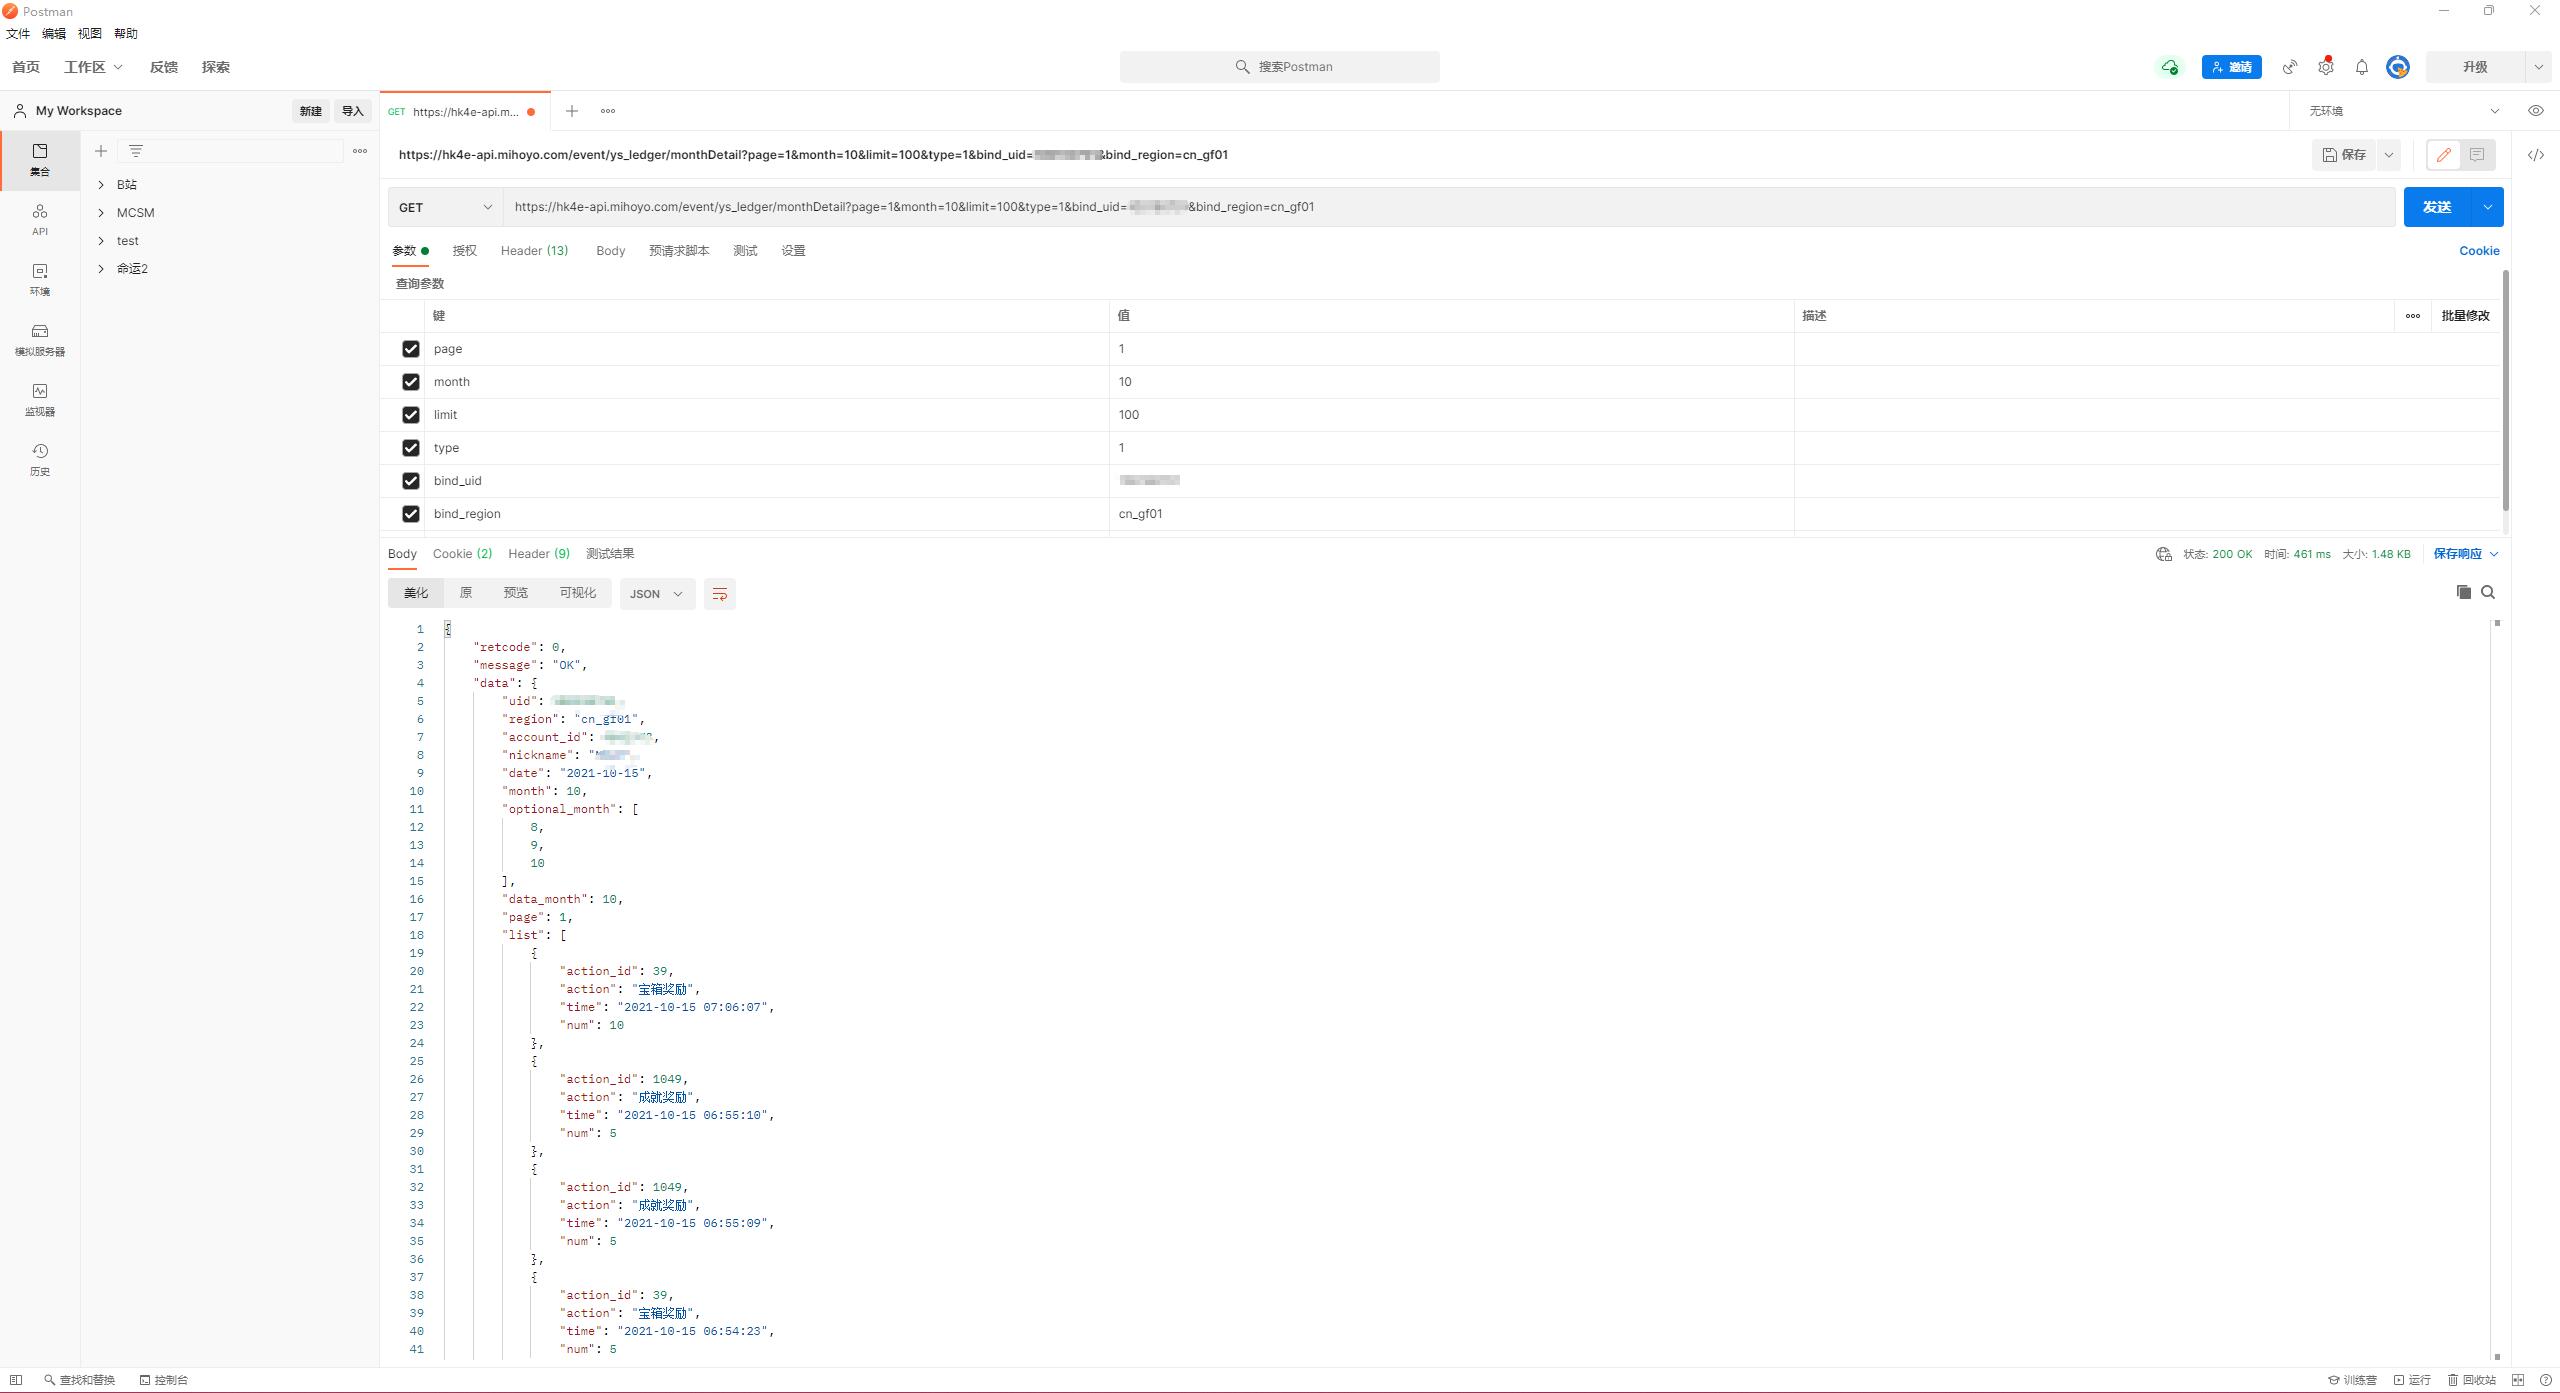 Postman
文件 编辑 视图 帮助
首页 工作区 反馈 探索 搜索Postman 邀请 升级
My Workspace 新建 导入 GET https://hk4e-api.m... 无环境
集合
API
环境
模拟服务器
监视器
历史
B站
MCSM
test
命运2
https://hk4e-api.mihoyo.com/event/ys_ledger/monthDetail?page=1&month=10&limit=100&type=1&bind_uid= &bind_region=cn_gf01 保存
GET https://hk4e-api.mihoyo.com/event/ys_ledger/monthDetail?page=1&month=10&limit=100&type=1&bind_uid= &bind_region=cn_gf01 发送
参数 授权 Header (13) Body 预请求脚本 测试 设置 Cookie
查询参数
键 值 描述 批量修改
page 1
month 10
limit 100
type 1
bind_uid
bind_region cn_gf01
Body Cookie (2) Header (9) 测试结果 状态: 200 OK 时间: 461 ms 大小: 1.48 KB 保存响应
美化 原 预览 可视化 JSON
1 {
2 "retcode": 0,
3 "message": "OK",
4 "data": {
5 "uid":
6 "region": "cn_gf01",
7 "account_id": ,
8 "nickname": "
9 "date": "2021-10-15",
10 "month": 10,
11 "optional_month": [
12 8,
13 9,
14 10
15 ],
16 "data_month": 10,
17 "page": 1,
18 "list": [
19 {
20 "action_id": 39,
21 "action": "宝箱奖励",
22 "time": "2021-10-15 07:06:07",
23 "num": 10
24 },
25 {
26 "action_id": 1049,
27 "action": "成就奖励",
28 "time": "2021-10-15 06:55:10",
29 "num": 5
30 },
31 {
32 "action_id": 1049,
33 "action": "成就奖励",
34 "time": "2021-10-15 06:55:09",
35 "num": 5
36 },
37 {
38 "action_id": 39,
39 "action": "宝箱奖励",
40 "time": "2021-10-15 06:54:23",
41 "num": 5
查找和替换 控制台 训练营 运行 回收站